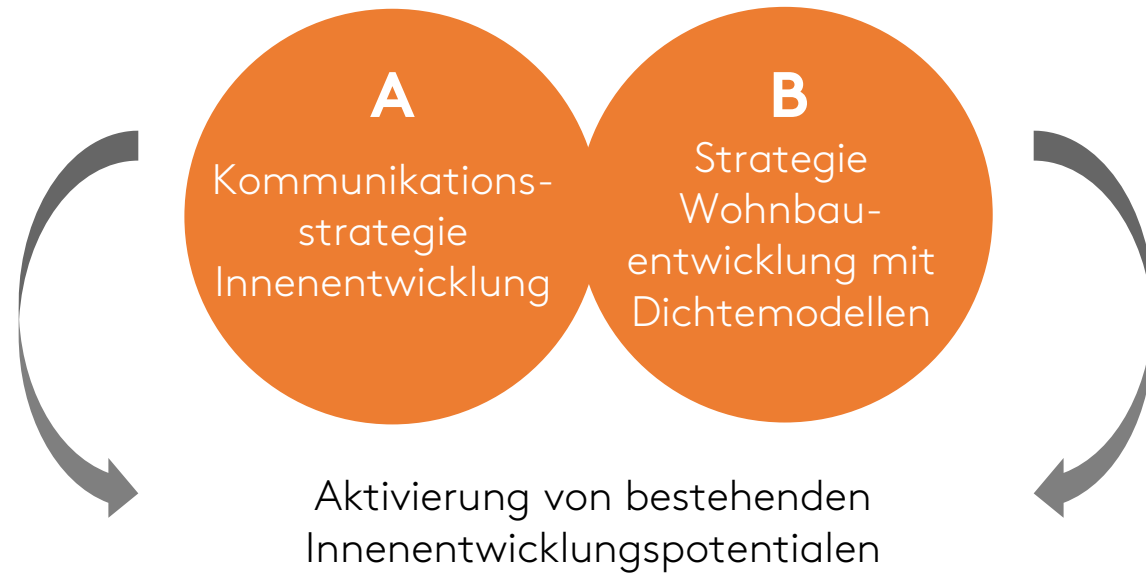 A
Kommunikations-
strategie
Innenentwicklung
B
Strategie
Wohnbau-
entwicklung mit
Dichtemodellen
Aktivierung von bestehenden
Innenentwicklungspotentialen